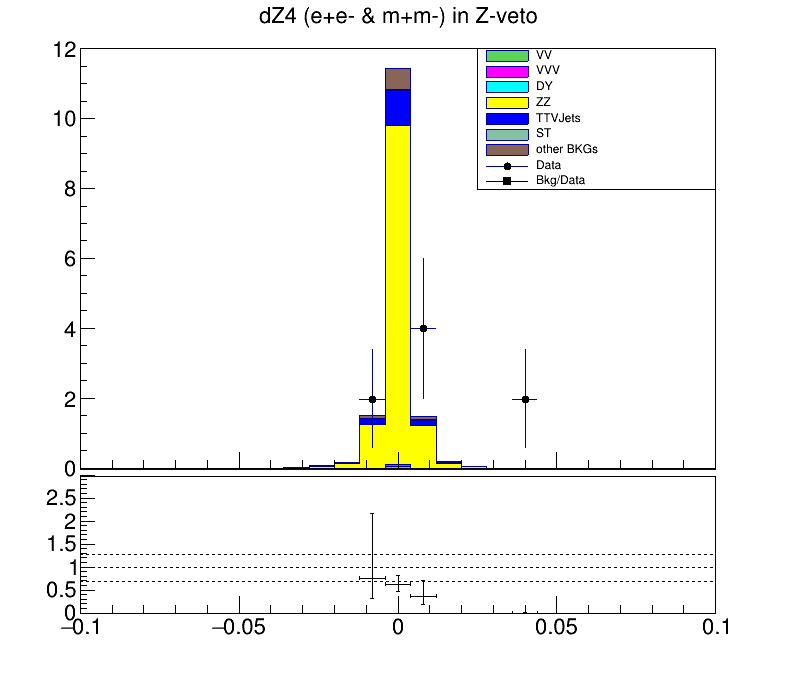 dZ4 (e+e- & m+m-) in Z-veto
12
10
8
6
4
2
0
VV
VVV
DY
ZZ
TTVJets
ST
other BKGs
Data
Bkg/Data
2.5
2
1.5
1
0.5
0
−0.1 −0.05 0 0.05 0.1